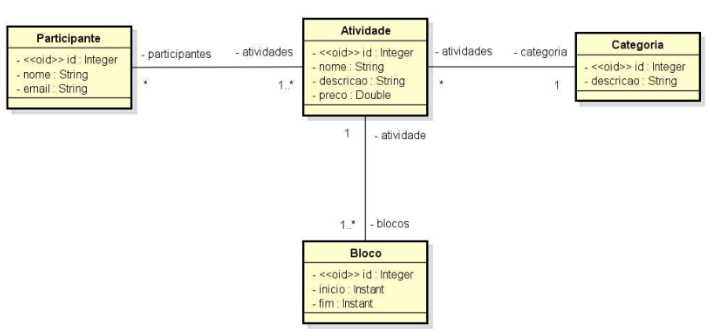 Participante
- <<oid>> id : Integer
- nome : String
- email : String
- participantes
*
- atividades
1..*
Atividade
- <<oid>> id : Integer
- nome : String
- descricao : String
- preco : Double
- atividades
*
- categoria
1
Categoria
- <<oid>> id : Integer
- descricao : String
1
- atividade
1..*
- blocos
Bloco
- <<oid>> id : Integer
- inicio : Instant
- fim : Instant